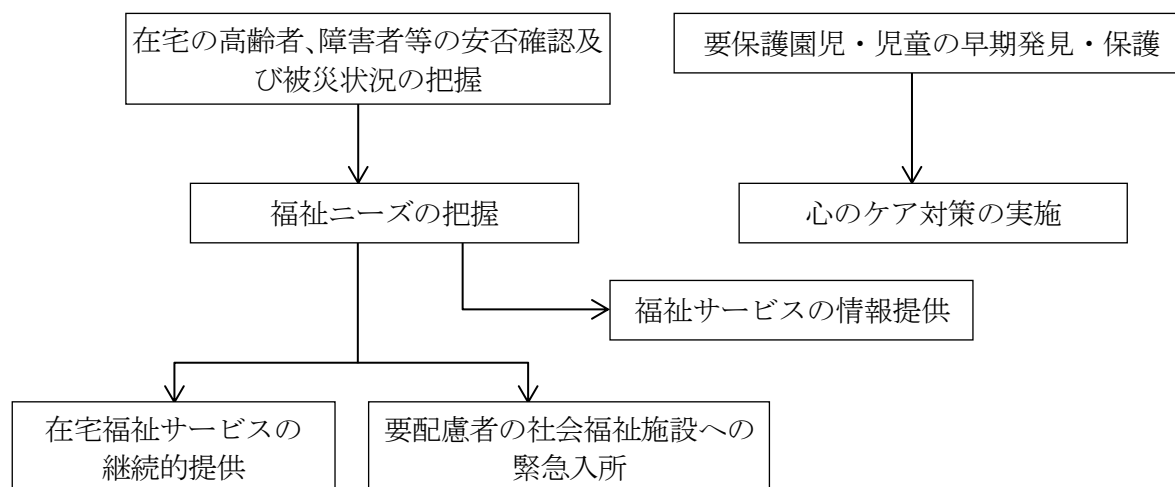 在宅の高齢者、障害者等の安否確認及
び被災状況の把握
要保護園児・児童の早期発見・保護
福祉ニーズの把握
心のケア対策の実施
福祉サービスの情報提供
在宅福祉サービスの
継続的提供
要配慮者の社会福祉施設への
緊急入所